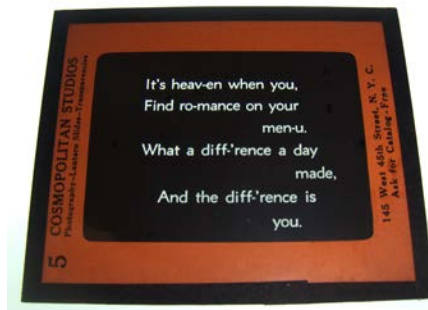 It's heav-en when you,
Find ro-mance on your
men-u.
What a diff-'rence a day
made,
And the diff-'rence is
you.
5
COSMOPOLITAN STUDIOS
Photography-Lantern Slides-Transparencies
145 West 45th Street, N. Y. C.
Ask for Catalog-Free